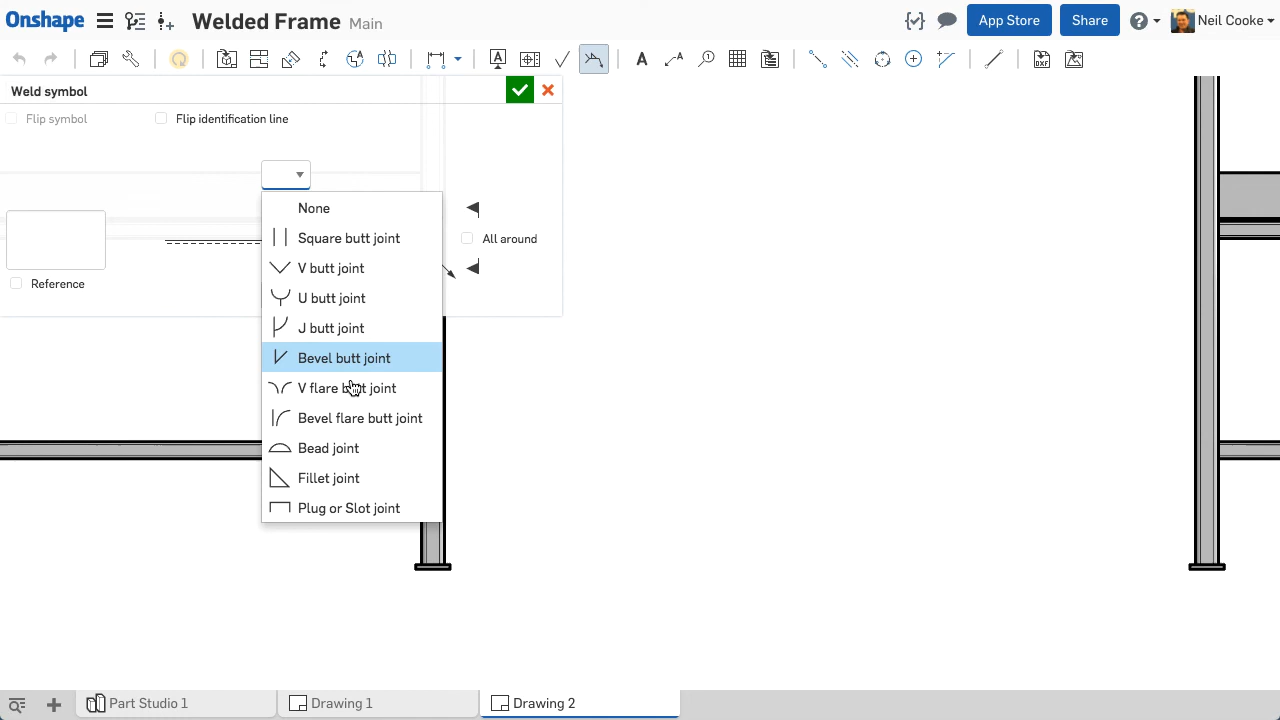 Onshape Welded Frame Main App Store Share Neil Cooke
Weld symbol
Flip symbol Flip identification line
None
Square butt joint
All around
V butt joint
Reference
U butt joint
J butt joint
Bevel butt joint
V flare butt joint
Bevel flare butt joint
Bead joint
Fillet joint
Plug or Slot joint
Part Studio 1 Drawing 1 Drawing 2